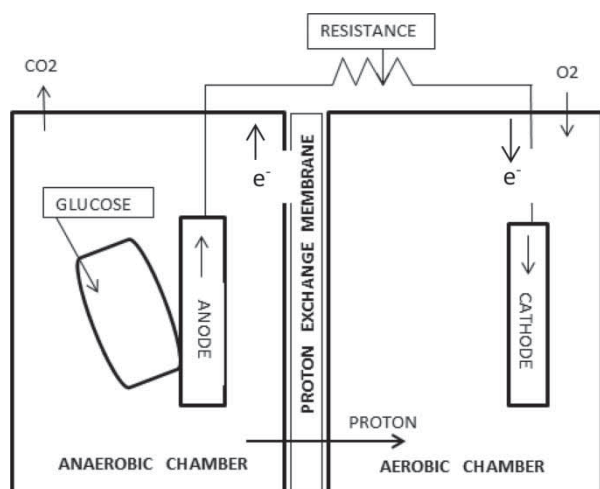 RESISTANCE
CO2
O2
e-
e-
GLUCOSE
ANODE
PROTON EXCHANGE MEMBRANE
CATHODE
PROTON
ANAEROBIC CHAMBER
AEROBIC CHAMBER